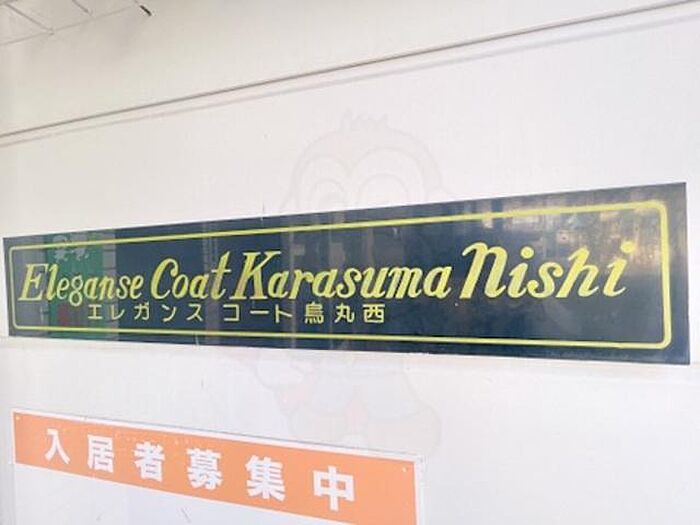 Eleganse Coat Karasuma Nishi
エレガンス コート 烏丸西
入居者募集中